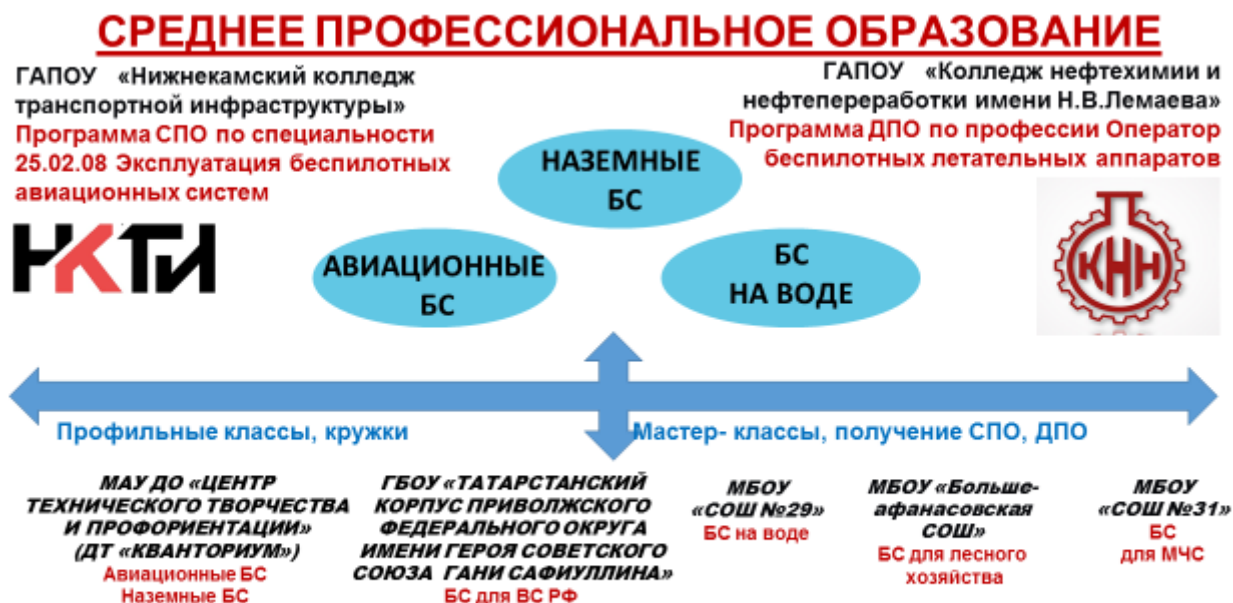 СРЕДНЕЕ ПРОФЕССИОНАЛЬНОЕ ОБРАЗОВАНИЕ
ГАПОУ «Нижнекамский колледж
транспортной инфраструктуры»
Программа СПО по специальности
25.02.08 Эксплуатация беспилотных
авиационных систем
ГАПОУ «Колледж нефтехимии и
нефтепереработки имени Н.В.Лемаева»
Программа ДПО по профессии Оператор
беспилотных летательных аппаратов
НАЗЕМНЫЕ
БС
НКТИ
АВИАЦИОННЫЕ
БС
БС
НА ВОДЕ
КНН
Профильные классы, кружки
Мастер- классы, получение СПО, ДПО
МАУ ДО «ЦЕНТР
ТЕХНИЧЕСКОГО ТВОРЧЕСТВА
И ПРОФОРИЕНТАЦИИ»
(ДТ «КВАНТОРИУМ»)
Авиационные БС
Наземные БС
ГБОУ «ТАТАРСТАНСКИЙ
КОРПУС ПРИВОЛЖСКОГО
ФЕДЕРАЛЬНОГО ОКРУГА
ИМЕНИ ГЕРОЯ СОВЕТСКОГО
СОЮЗА ГАНИ САФИУЛЛИНА»
БС для ВС РФ
МБОУ
«СОШ №29»
БС на воде
МБОУ «Больше-
афанасовская
СОШ»
БС для лесного
хозяйства
МБОУ
«СОШ №31»
БС
для МЧС